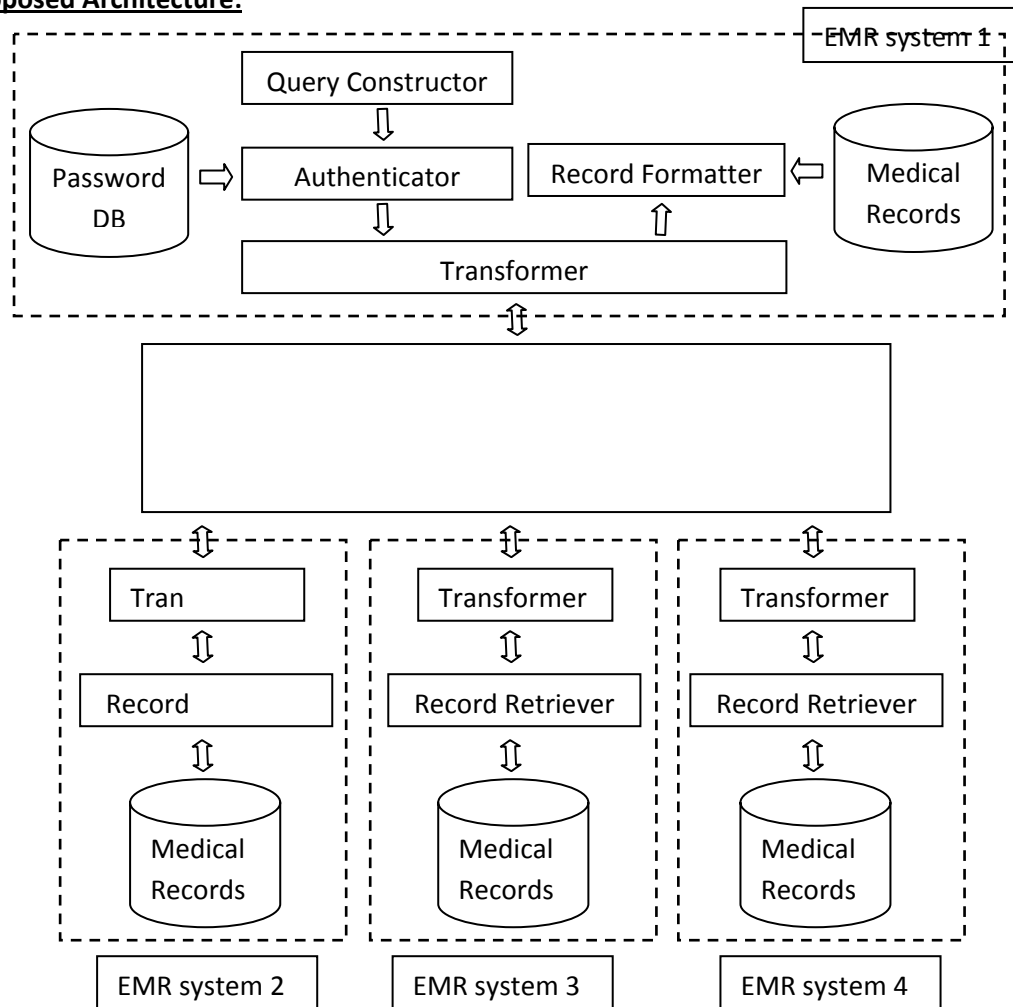 posed Architecture:
EMR system 1
Query Constructor
Password
DB
Authenticator
Record Formatter
Medical
Records
Transformer
Tran
Transformer
Transformer
Record
Record Retriever
Record Retriever
Medical
Records
Medical
Records
Medical
Records
EMR system 2
EMR system 3
EMR system 4